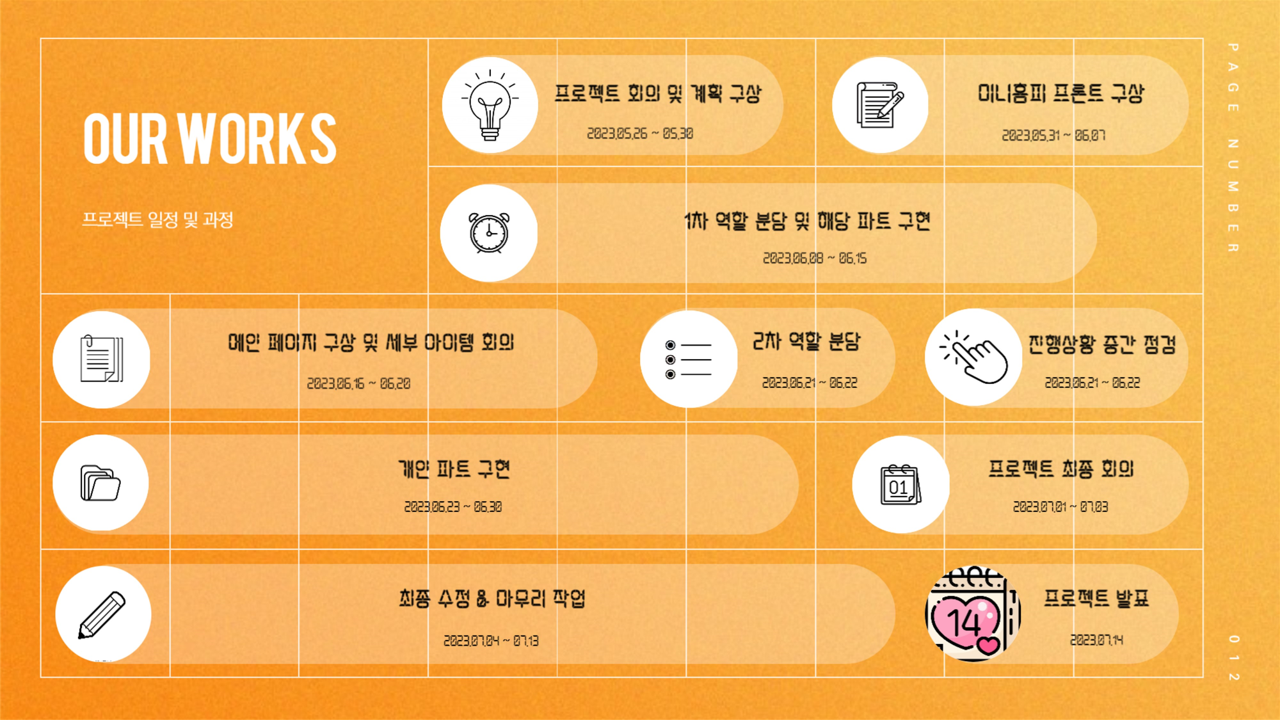 OUR WORKS
프로젝트 일정 및 과정
프로젝트 회의 및 계획 구상
2023.05.26 ~ 05.30
미니홈피 프론트 구상
2023.05.31 ~ 06.07
1차 역할 분담 및 해당 파트 구현
2023.06.08 ~ 06.15
메인 페이지 구상 및 세부 아이템 회의
2023.06.16 ~ 06.20
2차 역할 분담
2023.06.21 ~ 06.22
진행상황 중간 점검
2023.06.21 ~ 06.22
개인 파트 구현
2023.06.23 ~ 06.30
01
프로젝트 최종 회의
2023.07.01 ~ 07.03
최종 수정 & 마무리 작업
2023.07.04 ~ 07.13
14
프로젝트 발표
2023.07.14
PAGE NUMBER
012